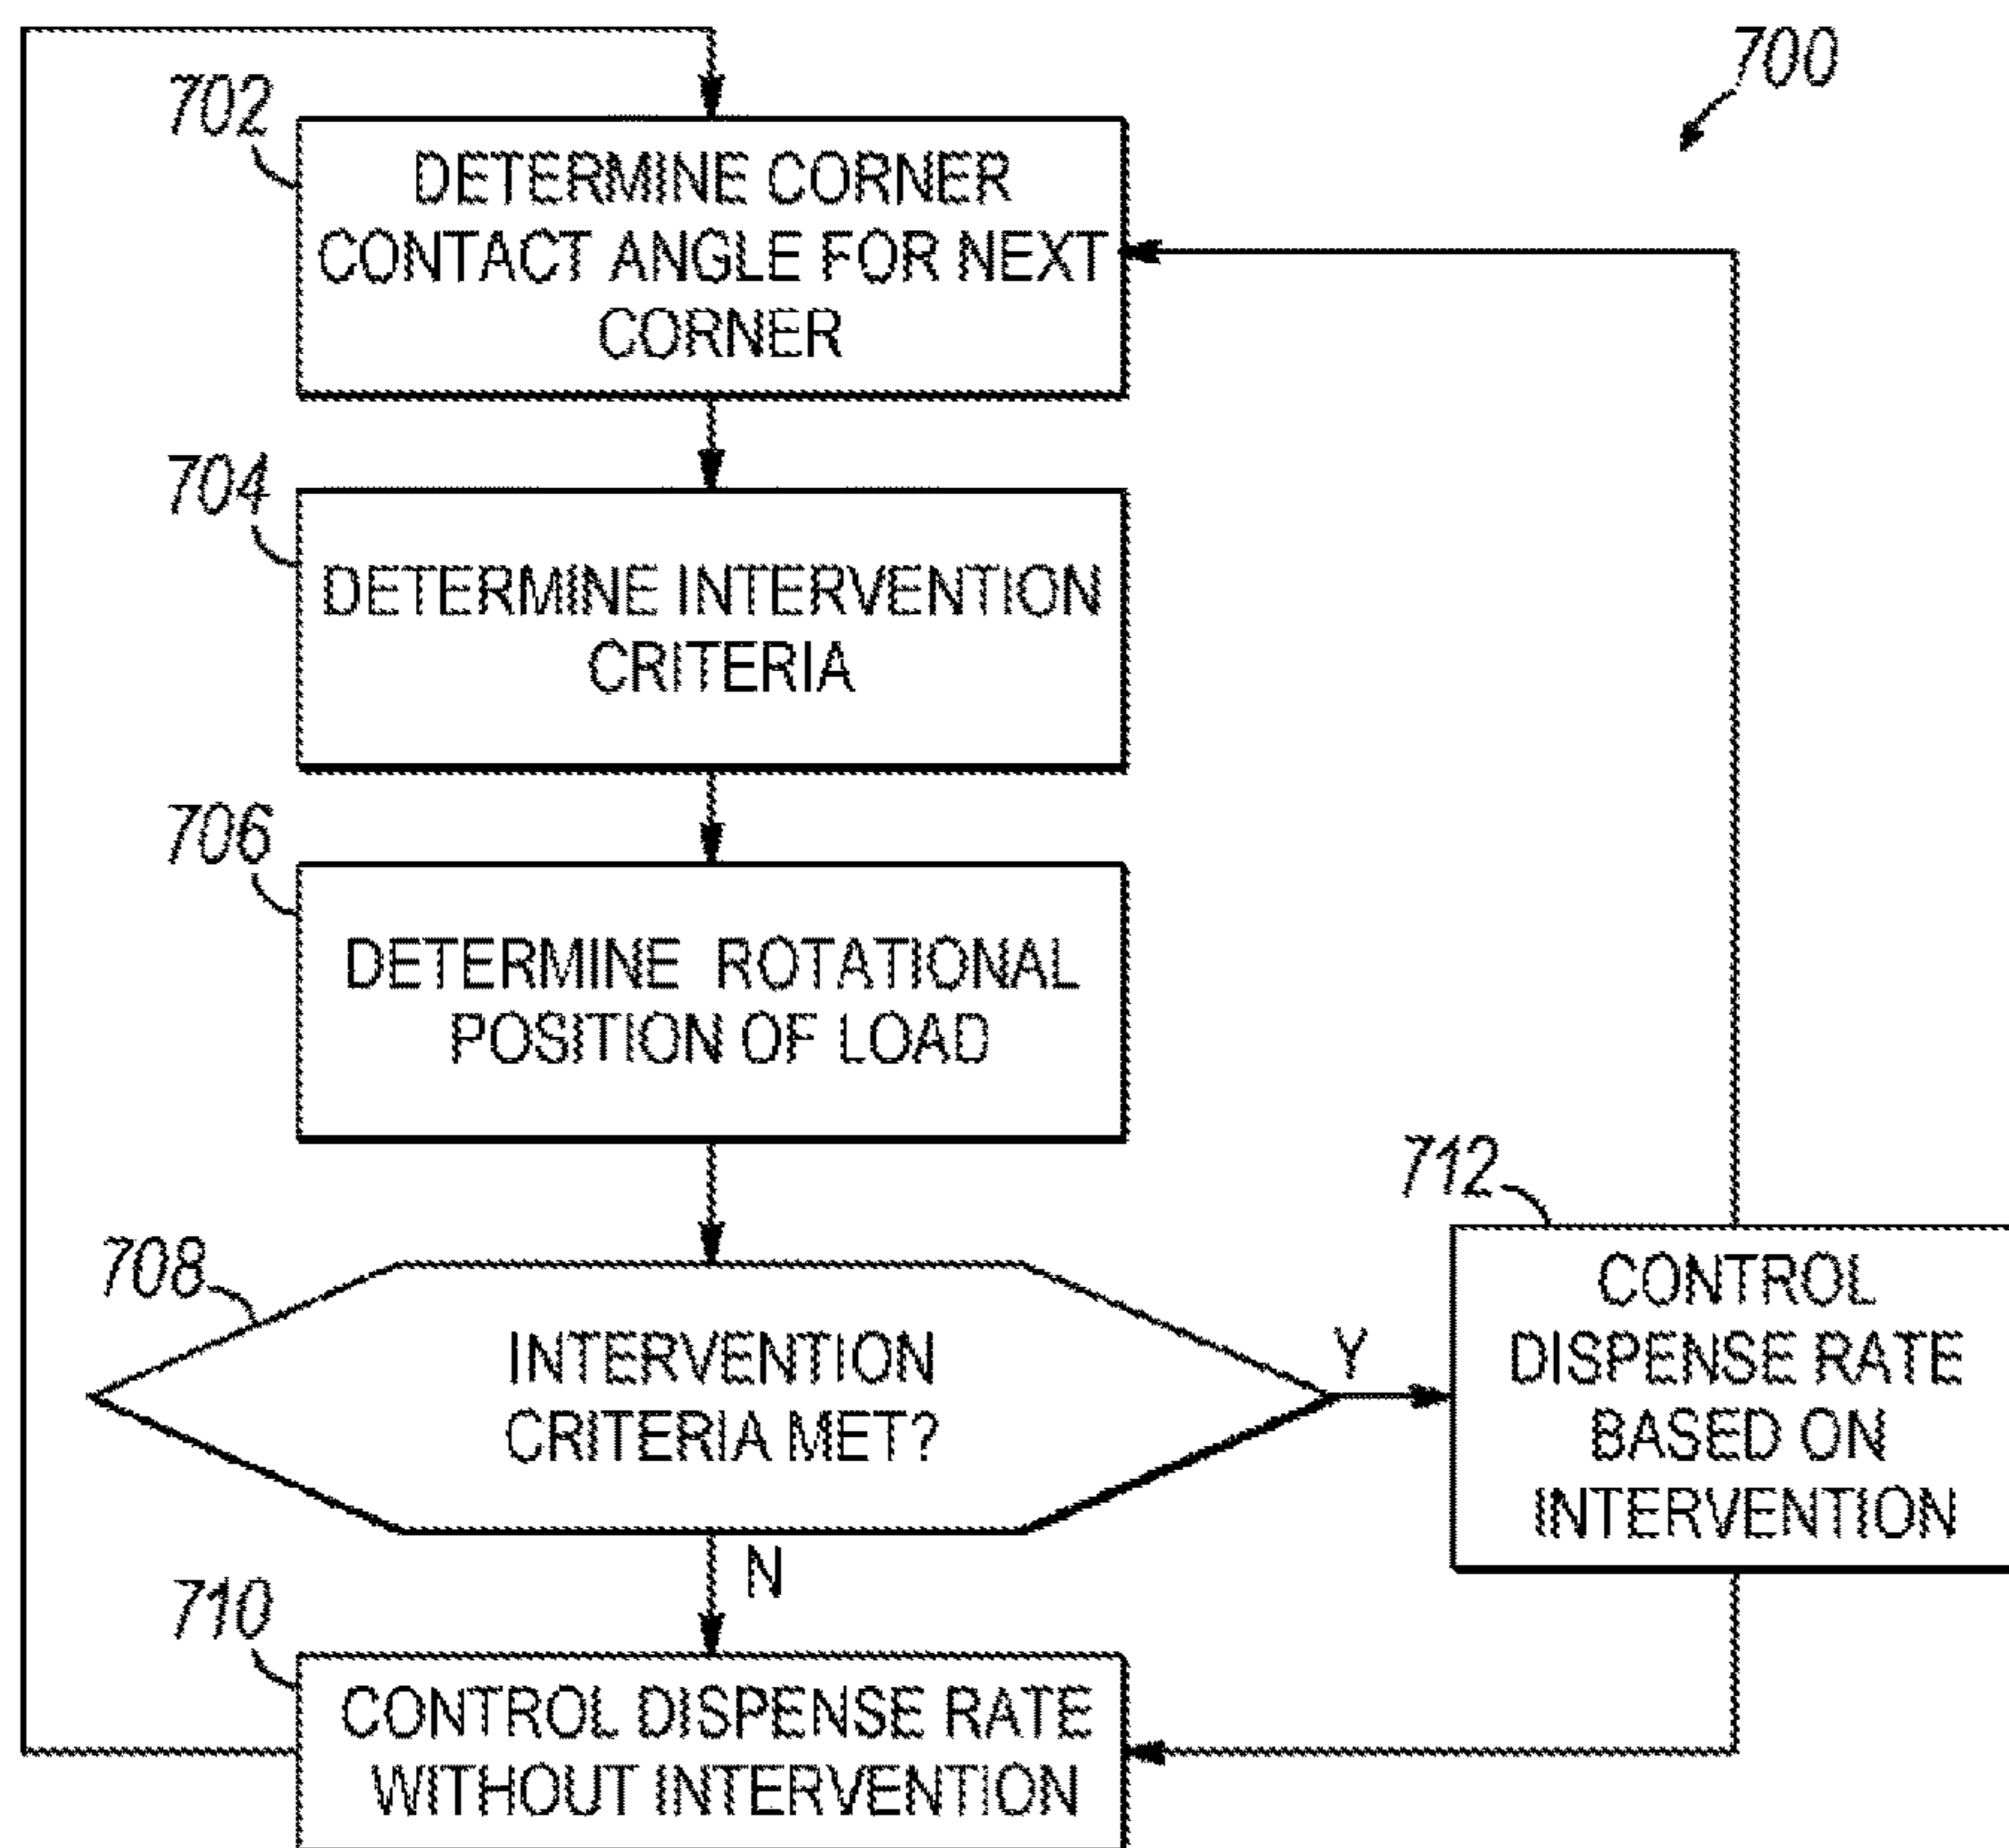 700
702
DETERMINE CORNER
CONTACT ANGLE FOR NEXT
CORNER
704
DETERMINE INTERVENTION
CRITERIA
706
DETERMINE ROTATIONAL
POSITION OF LOAD
708
INTERVENTION
CRITERIA MET?
Y
N
712
CONTROL
DISPENSE RATE
BASED ON
INTERVENTION
710
CONTROL DISPENSE RATE
WITHOUT INTERVENTION